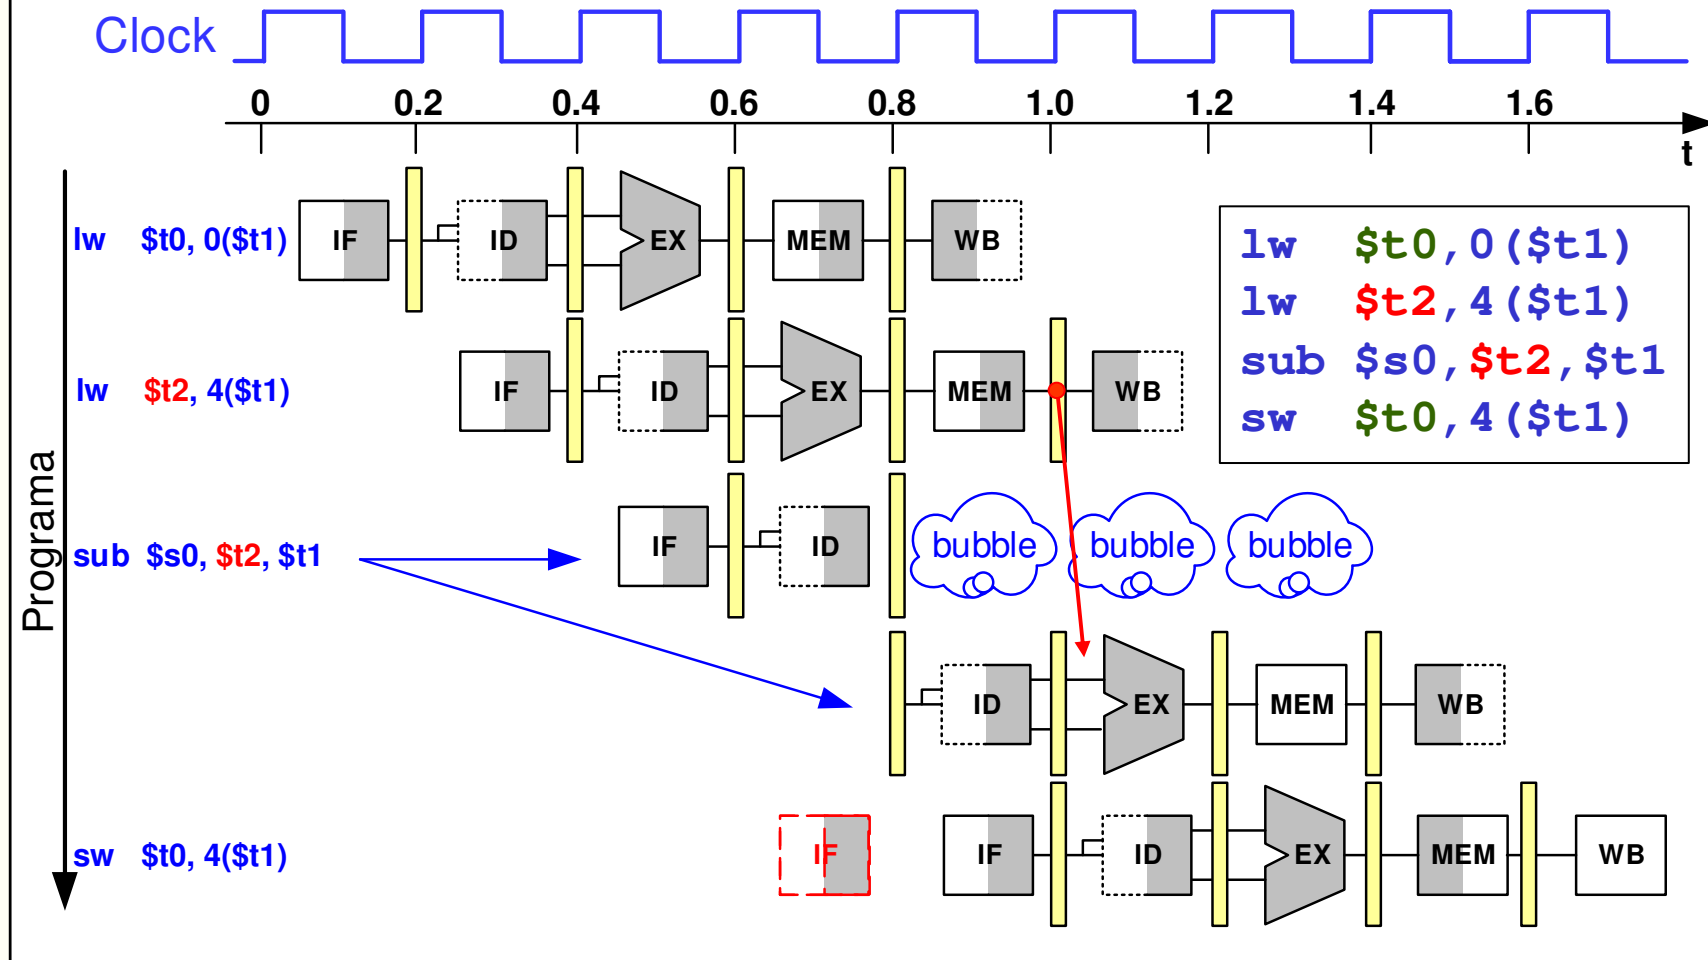 Clock
0 0.2 0.4 0.6 0.8 1.0 1.2 1.4 1.6
t
Programa
lw $t0, 0($t1) IF ID EX MEM WB
lw $t2, 4($t1) IF ID EX MEM WB
sub $s0, $t2, $t1 IF ID bubble bubble bubble
ID EX MEM WB
sw $t0, 4($t1) IF IF ID EX MEM WB
lw $t0,0($t1)
lw $t2,4($t1)
sub $s0,$t2,$t1
sw $t0,4($t1)